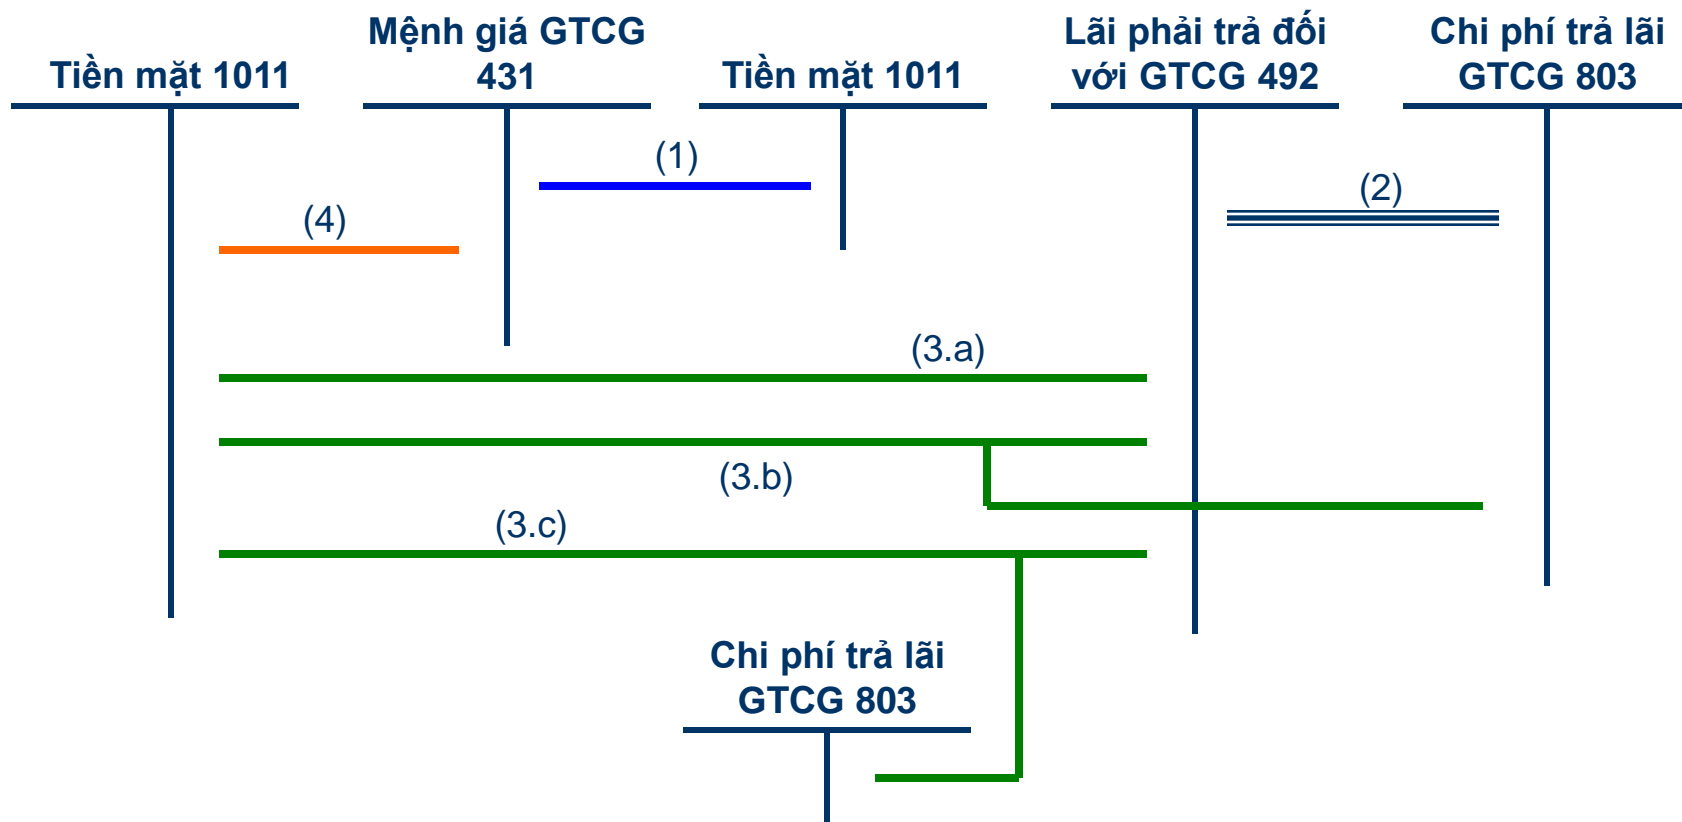 Tiền mặt 1011
Mệnh giá GTCG
431
Tiền mặt 1011
Lãi phải trả đối
với GTCG 492
Chi phí trả lãi
GTCG 803
(1)
(2)
(4)
(3.a)
(3.b)
(3.c)
Chi phí trả lãi
GTCG 803